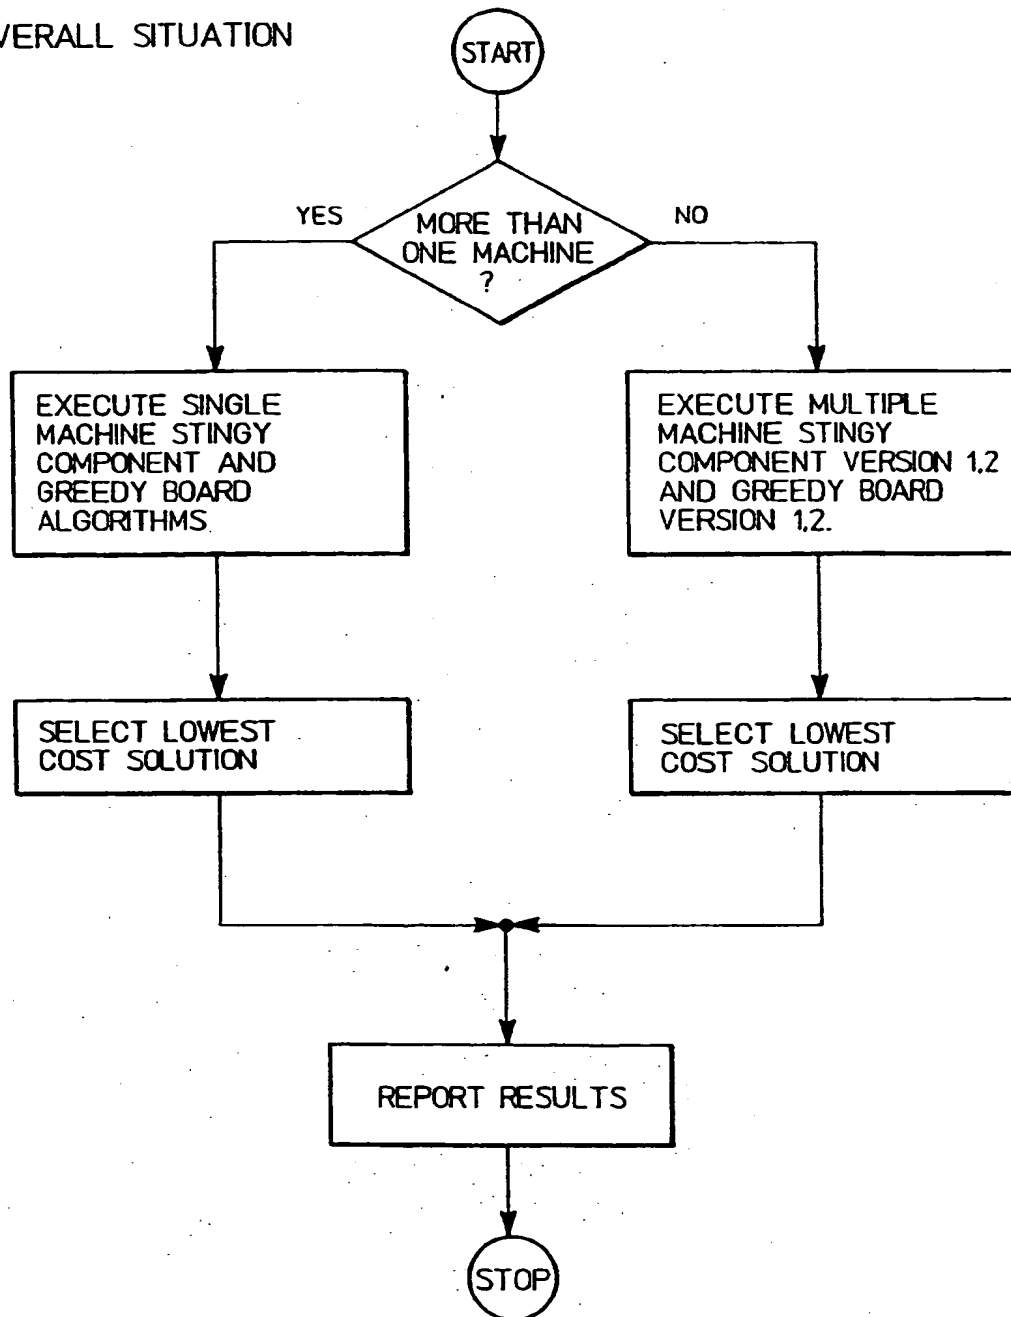 VERALL SITUATION
START
MORE THAN
ONE MACHINE
?
YES
NO
EXECUTE SINGLE
MACHINE STINGY
COMPONENT AND
GREEDY BOARD
ALGORITHMS
EXECUTE MULTIPLE
MACHINE STINGY
COMPONENT VERSION 1,2
AND GREEDY BOARD
VERSION 1,2.
SELECT LOWEST
COST SOLUTION
SELECT LOWEST
COST SOLUTION
REPORT RESULTS
STOP